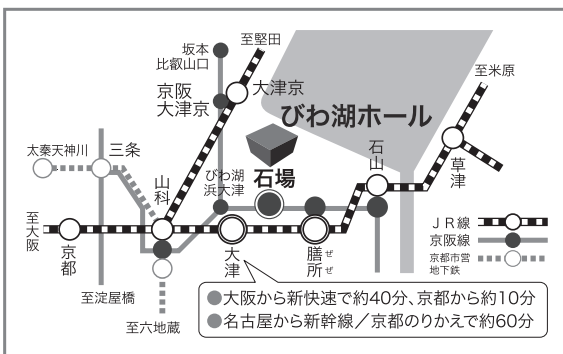 至堅田
坂本
比叡山口
大津京
京阪
大津京
至米原
びわ湖ホール
太秦天神川
三条
石山
草津
山科
びわ湖
浜大津
石場
至大阪
京都
大津
膳所
ぜぜ
JR線
京阪線
京都市営
地下鉄
至淀屋橋
至六地蔵
●大阪から新快速で約40分、京都から約10分
●名古屋から新幹線／京都のりかえで約60分